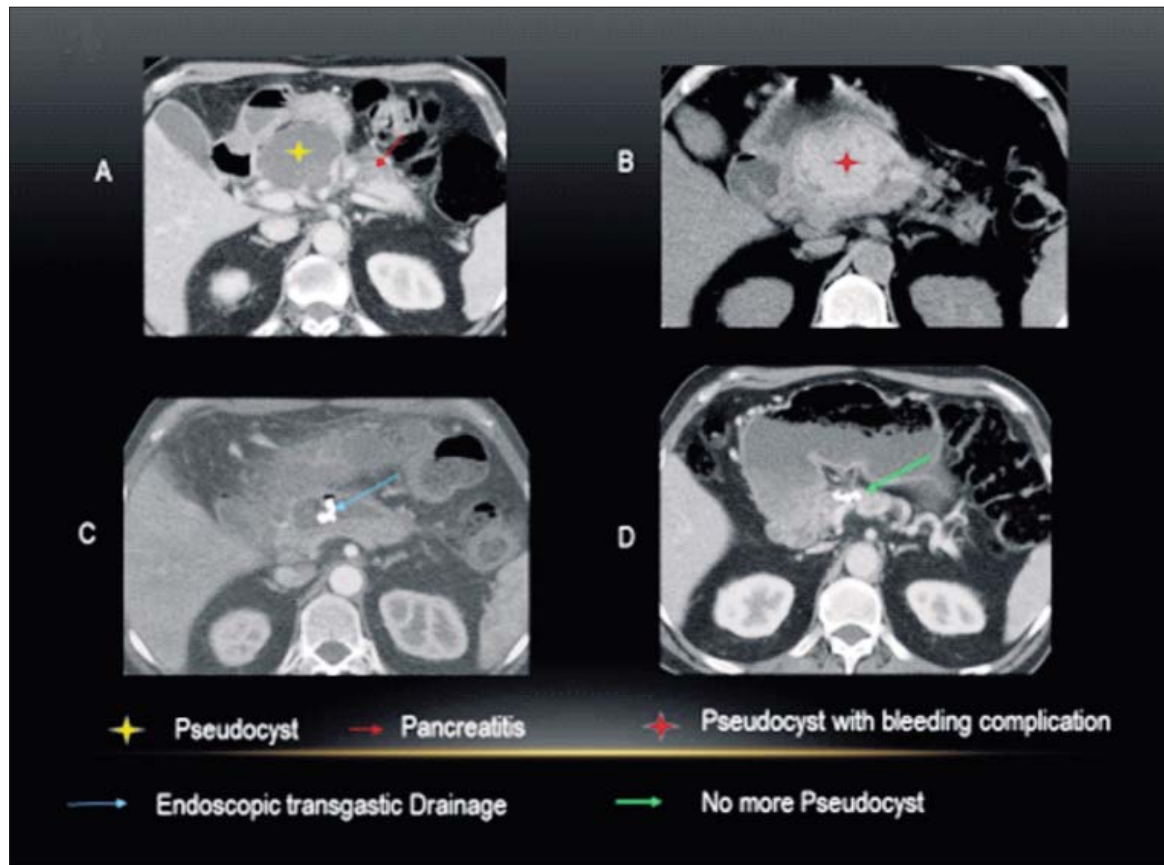 A
B
C
D
Pseudocyst
Pancreatitis
Pseudocyst with bleeding complication
Endoscopic transgastic Drainage
No more Pseudocyst